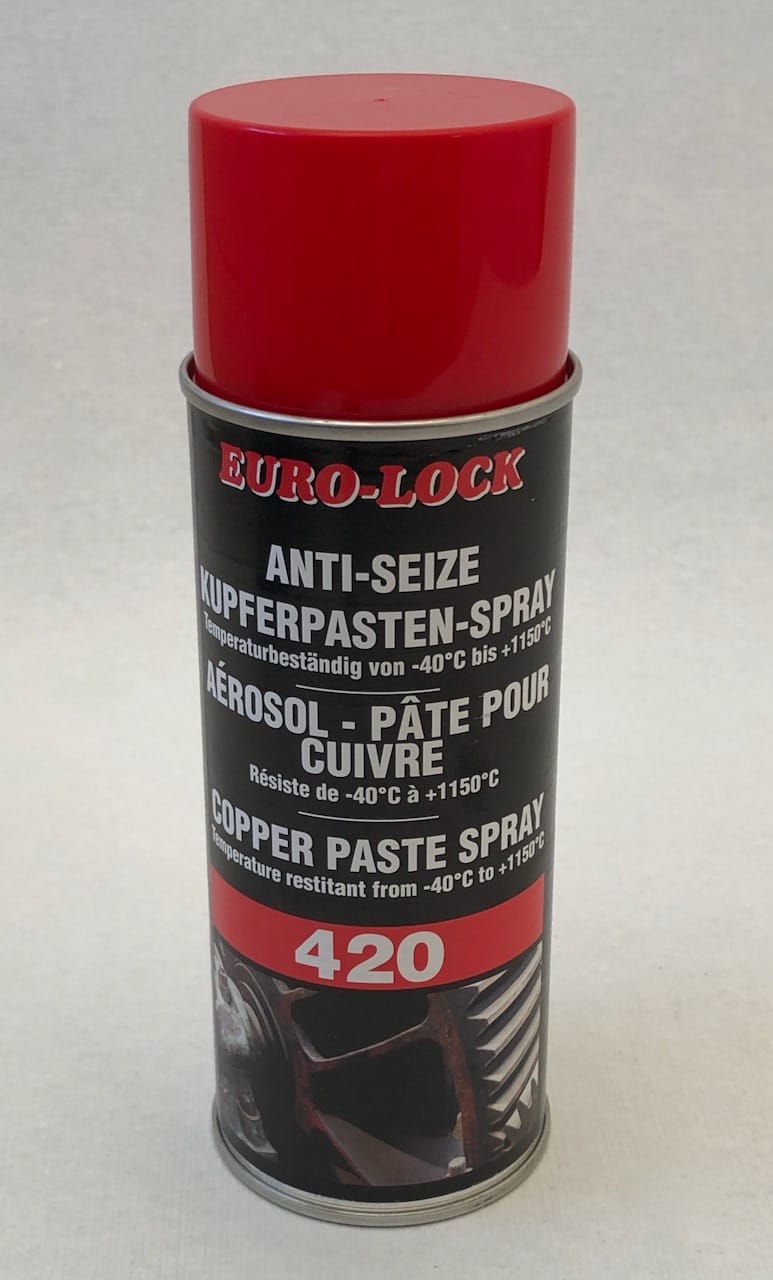 EURO-LOCK
ANTI-SEIZE
KUPFERPASTEN-SPRAY
Temperaturbeständig von -40°C bis +1150°C
AÉROSOL - PÂTE POUR
CUIVRE
Résiste de -40°C à +1150°C
COPPER PASTE SPRAY
Temperature restitant from -40°C to +1150°C
420